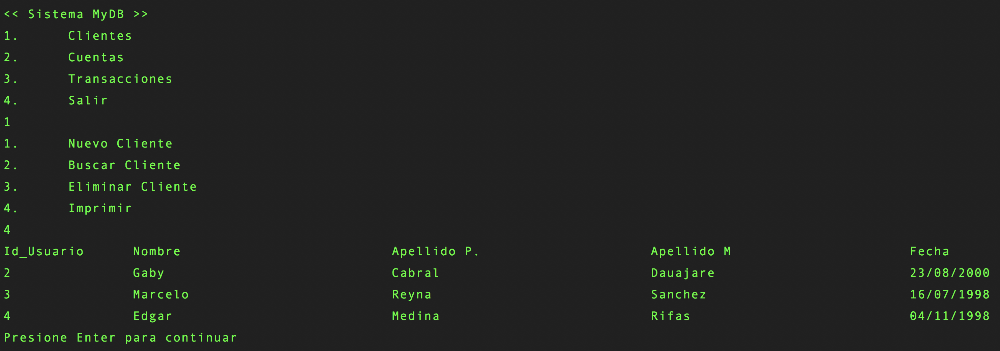 << Sistema MyDB >>
1. Clientes
2. Cuentas
3. Transacciones
4. Salir
1
1. Nuevo Cliente
2. Buscar Cliente
3. Eliminar Cliente
4. Imprimir
4
Id_Usuario Nombre Apellido P. Apellido M Fecha
2 Gaby Cabral Dauajare 23/08/2000
3 Marcelo Reyna Sanchez 16/07/1998
4 Edgar Medina Rifas 04/11/1998
Presione Enter para continuar